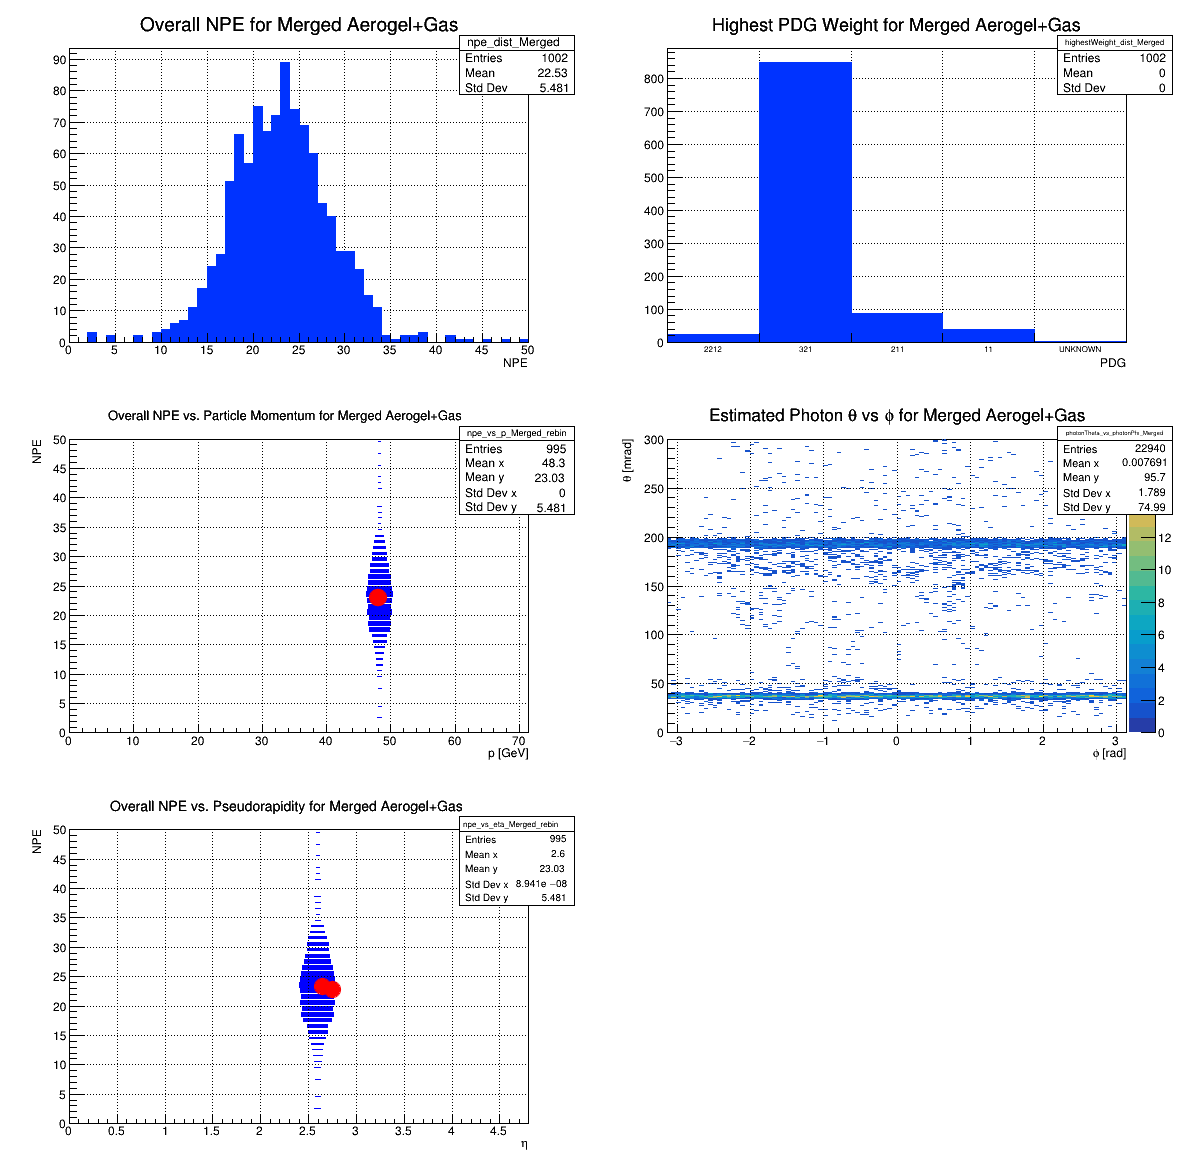 Overall NPE for Merged Aerogel+Gas
npe_dist_Merged
Entries 1002
Mean 22.53
Std Dev 5.481
90
80
70
60
50
40
30
20
10
0
0 5 10 15 20 25 30 35 40 45 50
NPE
Highest PDG Weight for Merged Aerogel+Gas
highestWeight_dist_Merged
Entries 1002
Mean 0
Std Dev 0
800
700
600
500
400
300
200
100
0
2212 321 211 11 UNKNOWN
PDG
Overall NPE vs. Particle Momentum for Merged Aerogel+Gas
npe_vs_p_Merged_rebin
Entries 995
Mean x 48.3
Mean y 23.03
Std Dev x 0
Std Dev y 5.481
NPE
50
45
40
35
30
25
20
15
10
5
0
0 10 20 30 40 50 60 70
p [GeV]
Estimated Photon θ vs ϕ for Merged Aerogel+Gas
photonTheta_vs_photonPhi_Merged
Entries 22940
Mean x 0.007691
Mean y 95.7
Std Dev x 1.789
Std Dev y 74.99
θ [mrad]
300
250
200
150
100
50
0
−3 −2 −1 0 1 2 3
ϕ [rad]
12
10
8
6
4
2
0
Overall NPE vs. Pseudorapidity for Merged Aerogel+Gas
npe_vs_eta_Merged_rebin
Entries 995
Mean x 2.6
Mean y 23.03
Std Dev x 8.941e −08
Std Dev y 5.481
NPE
50
45
40
35
30
25
20
15
10
5
0
0 0.5 1 1.5 2 2.5 3 3.5 4 4.5
η